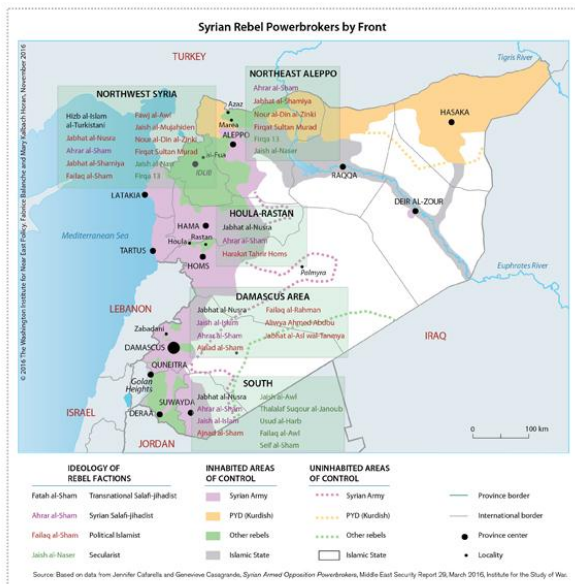 Syrian Rebel Powerbrokers by Front
TURKEY
Tigris River
NORTHWEST SYRIA
Hizb al-Islam
al-Turkistani
Jabhat al-Nusra
Ahrar al-Sham
Jabhat al-Shamiya
Failaq al-Sham
Fawj al-Awl
Jaish al-Mujahideen
Nour al-Din al-Zinki
Firqat Sultan Murad
Jaish al-Nasr
Firqa 13
NORTHEAST ALEPPO
Ahrar al-Sham
Jabhat al-Shamiya
Nour al-Din al-Zinki
Firqat Sultan Murad
Firqa 13
Jaish al-Naser
Azaz
Marea
ALEPPO
al-Fua
IDLIB
HASAKA
RAQQA
DEIR AL-ZOUR
LATAKIA
HAMA
Houla
Rastan
TARTUS
HOMS
Mediterranean Sea
HOULA-RASTAN
Jabhat al-Nusra
Ahrar al-Sham
Harakat Tahrir Homs
Palmyra
Euphrates River
LEBANON
IRAQ
DAMASCUS AREA
Jabhat al-Nusra
Jaish al-Islam
Ahrar al-Sham
Ajnad al-Sham
Failaq al-Rahman
Alwiya Ahmed Abdou
Jabhat al-Asl wal-Tanmya
Zabadani
DAMASCUS
QUNEITRA
Golan
Heights
ISRAEL
SUWAYDA
DERAA
JORDAN
SOUTH
Jabhat al-Nusra
Ahrar al-Sham
Jaish al-Islam
Ajnad al-Sham
Jaish al-Awl
Thalalaf Suqour al-Janoub
Usud al-Harb
Failaq al-Awl
Seif al-Sham
0
100 km
© 2016 The Washington Institute for Near East Policy, Fabrice Balanche and Mary Kalbach Horan, November 2016
IDEOLOGY OF
REBEL FACTIONS
Fatah al-Sham Transnational Salafi-jihadist
Ahrar al-Sham Syrian Salafi-jihadist
Failaq al-Sham Political Islamist
Jaish al-Naser Secularist
INHABITED AREAS
OF CONTROL
Syrian Army
PYD (Kurdish)
Other rebels
Islamic State
UNINHABITED AREAS
OF CONTROL
Syrian Army
PYD (Kurdish)
Other rebels
Islamic State
Province border
International border
Province center
Locality
Source: Based on data from Jennifer Cafarella and Genevieve Casagrande, Syrian Armed Opposition Powerbrokers, Middle East Security Report 29, March 2016, Institute for the Study of War.